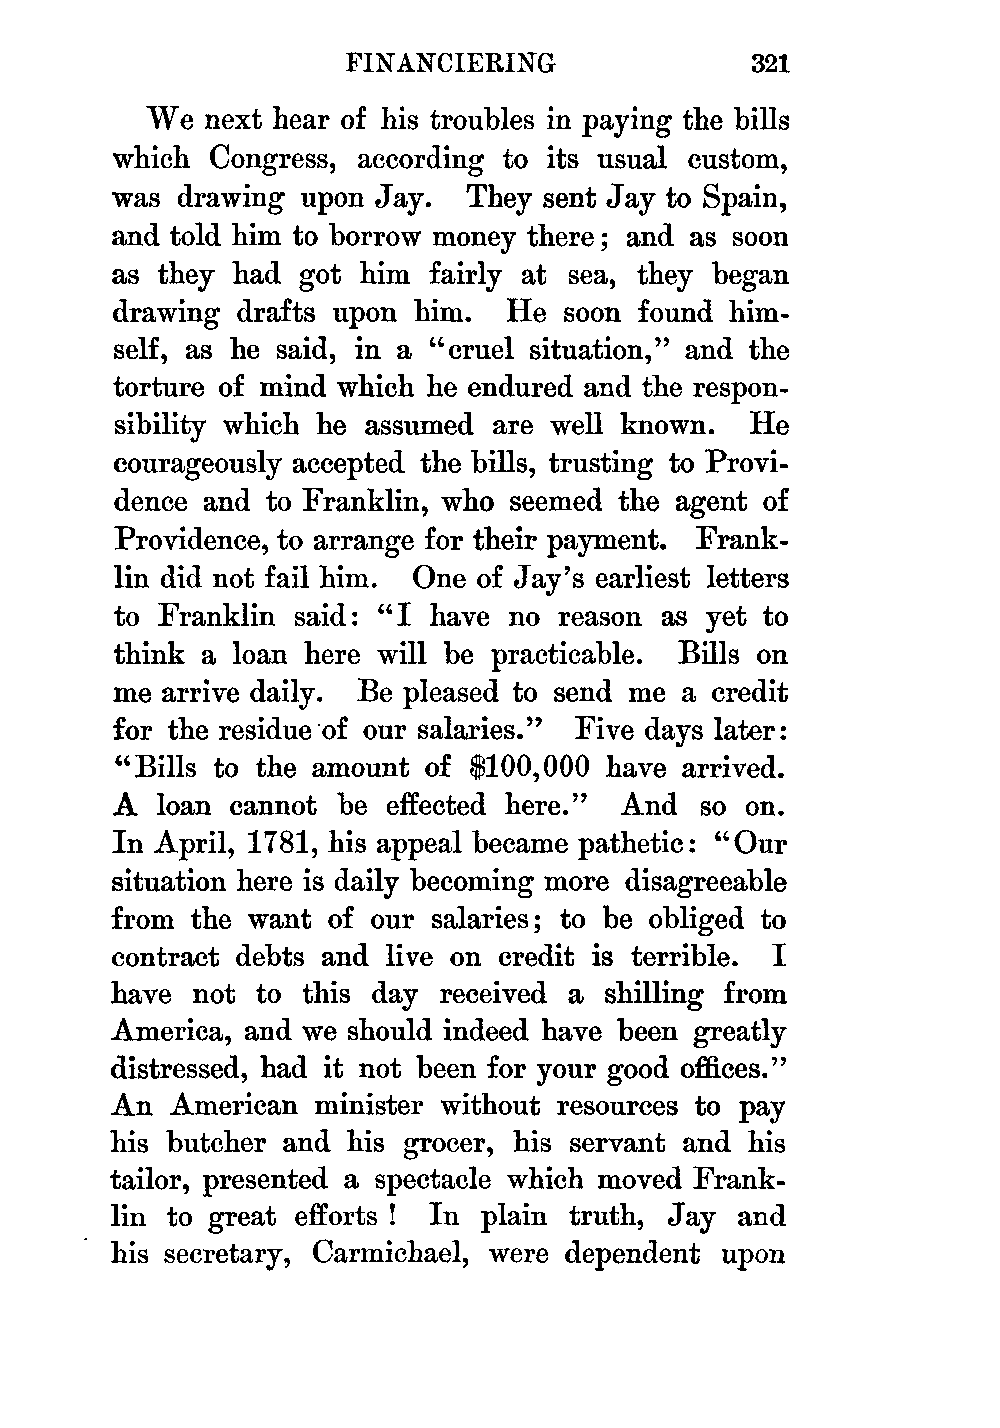 FINANCIERING 321
We next hear of his troubles in paying the bills
which Congress, according to its usual custom,
was drawing upon Jay. They sent Jay to Spain,
and told him to borrow money there; and as soon
as they had got him fairly at sea, they began
drawing drafts upon him. He soon found him-
self, as he said, in a “cruel situation,” and the
torture of mind which he endured and the respon-
sibility which he assumed are well known. He
courageously accepted the bills, trusting to Provi-
dence and to Franklin, who seemed the agent of
Providence, to arrange for their payment. Frank-
lin did not fail him. One of Jay’s earliest letters
to Franklin said: “I have no reason as yet to
think a loan here will be practicable. Bills on
me arrive daily. Be pleased to send me a credit
for the residue of our salaries.” Five days later:
“Bills to the amount of $100,000 have arrived.
A loan cannot be effected here.” And so on.
In April, 1781, his appeal became pathetic: “Our
situation here is daily becoming more disagreeable
from the want of our salaries; to be obliged to
contract debts and live on credit is terrible. I
have not to this day received a shilling from
America, and we should indeed have been greatly
distressed, had it not been for your good offices.”
An American minister without resources to pay
his butcher and his grocer, his servant and his
tailor, presented a spectacle which moved Frank-
lin to great efforts! In plain truth, Jay and
his secretary, Carmichael, were dependent upon